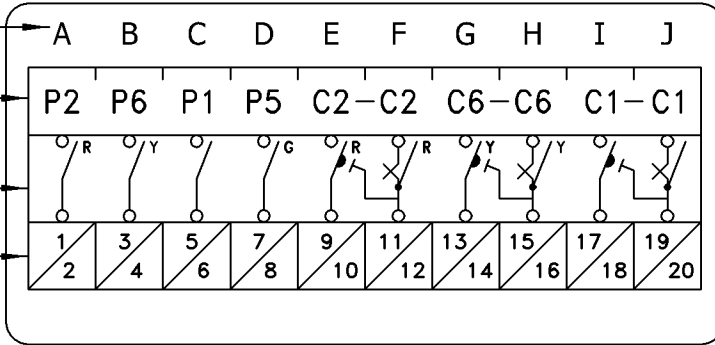 A B C D E F G H I J
P2 P6 P1 P5 C2-C2 C6-C6 C1-C1
R Y G R R Y Y
1 3 5 7 9 11 13 15 17 19
2 4 6 8 10 12 14 16 18 20